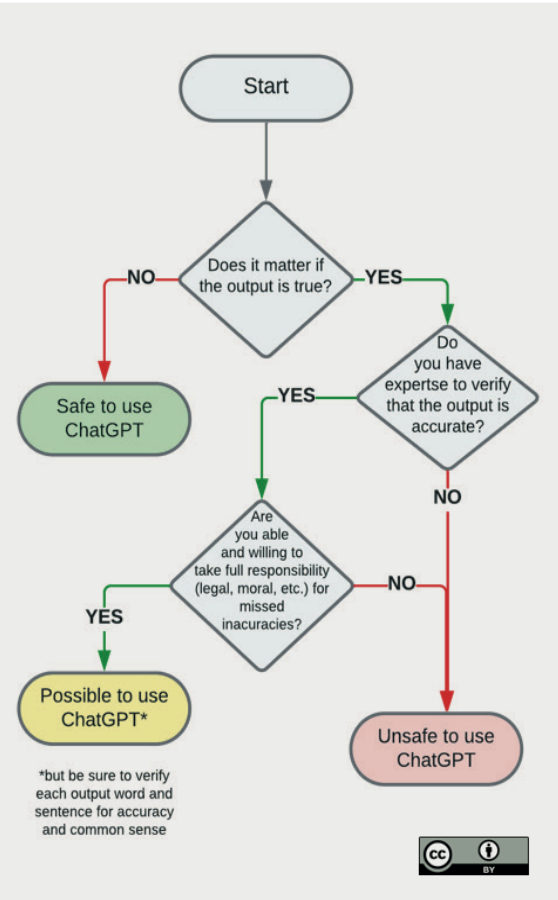 Start
Does it matter if
the output is true?
NO
YES
Safe to use
ChatGPT
Do
you have
expertse to verify
that the output is
accurate?
YES
NO
Are
you able
and willing to
take full responsibility
(legal, moral, etc.) for
missed
inacuracies?
YES
NO
Possible to use
ChatGPT*
Unsafe to use
ChatGPT
*but be sure to verify
each output word and
sentence for accuracy
and common sense
cc
BY